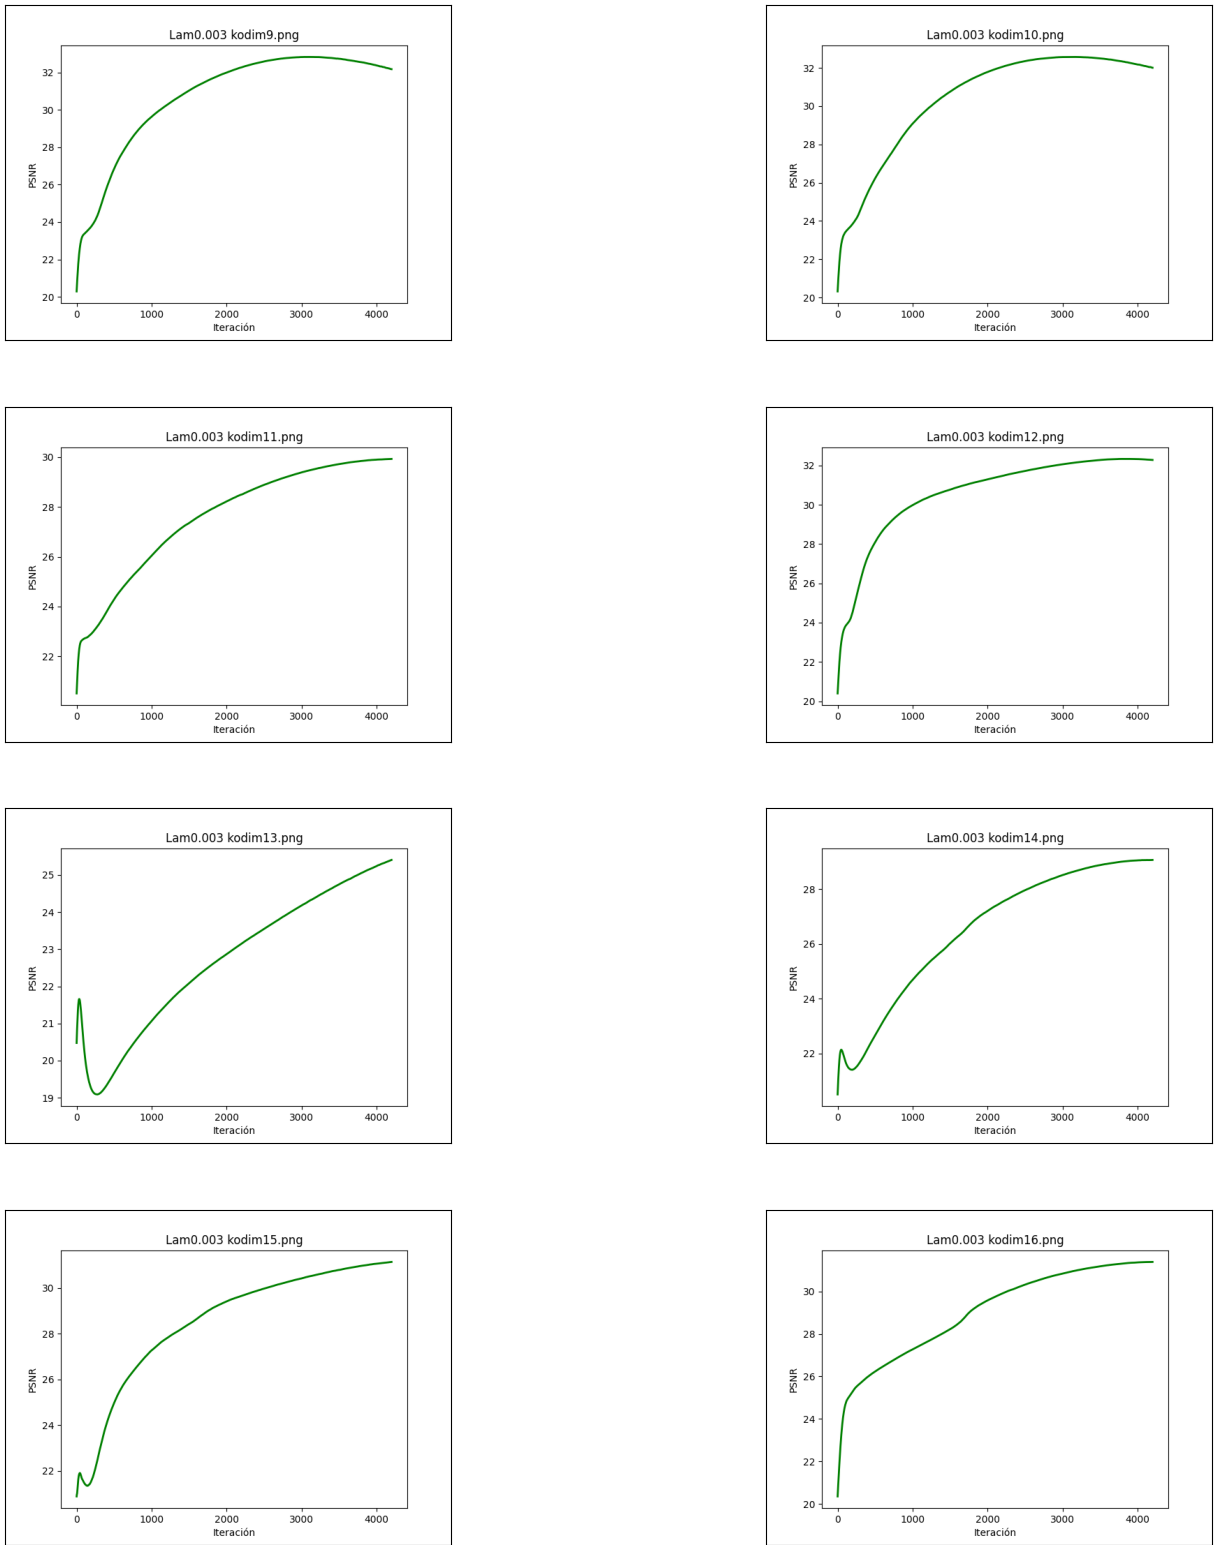 Lam0.003 kodim9.png
PSNR
32
30
28
26
24
22
20
0 1000 2000 3000 4000
Iteración
Lam0.003 kodim10.png
PSNR
32
30
28
26
24
22
20
0 1000 2000 3000 4000
Iteración
Lam0.003 kodim11.png
PSNR
30
28
26
24
22
0 1000 2000 3000 4000
Iteración
Lam0.003 kodim12.png
PSNR
32
30
28
26
24
22
20
0 1000 2000 3000 4000
Iteración
Lam0.003 kodim13.png
PSNR
25
24
23
22
21
20
19
0 1000 2000 3000 4000
Iteración
Lam0.003 kodim14.png
PSNR
28
26
24
22
0 1000 2000 3000 4000
Iteración
Lam0.003 kodim15.png
PSNR
30
28
26
24
22
0 1000 2000 3000 4000
Iteración
Lam0.003 kodim16.png
PSNR
30
28
26
24
22
20
0 1000 2000 3000 4000
Iteración